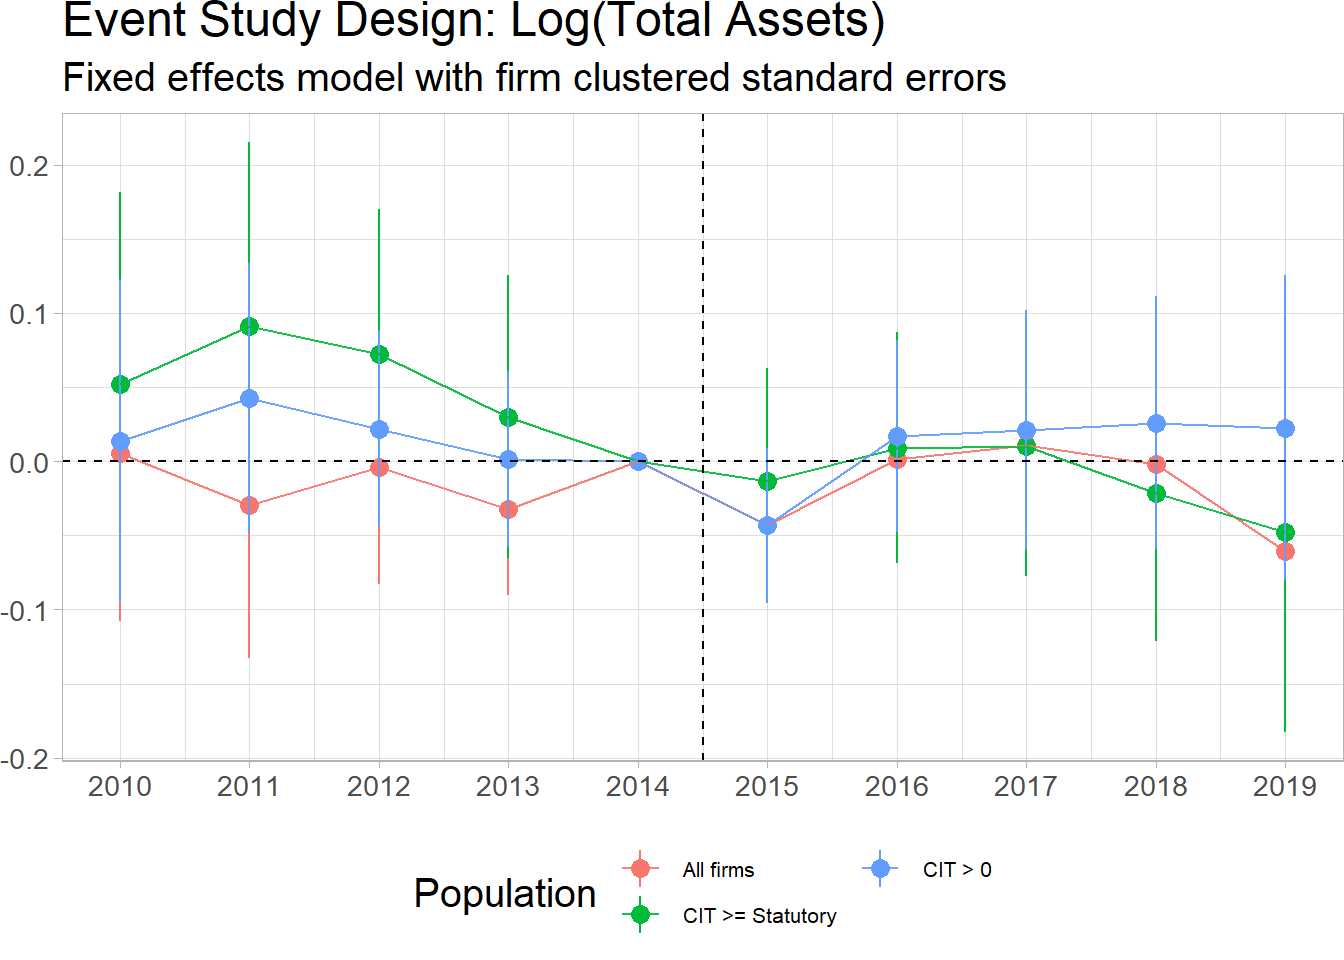 Event Study Design: Log(Total Assets)
Fixed effects model with firm clustered standard errors
0.2
0.1
0.0
-0.1
-0.2
2010 2011 2012 2013 2014 2015 2016 2017 2018 2019
Population
All firms
CIT >= Statutory
CIT > 0